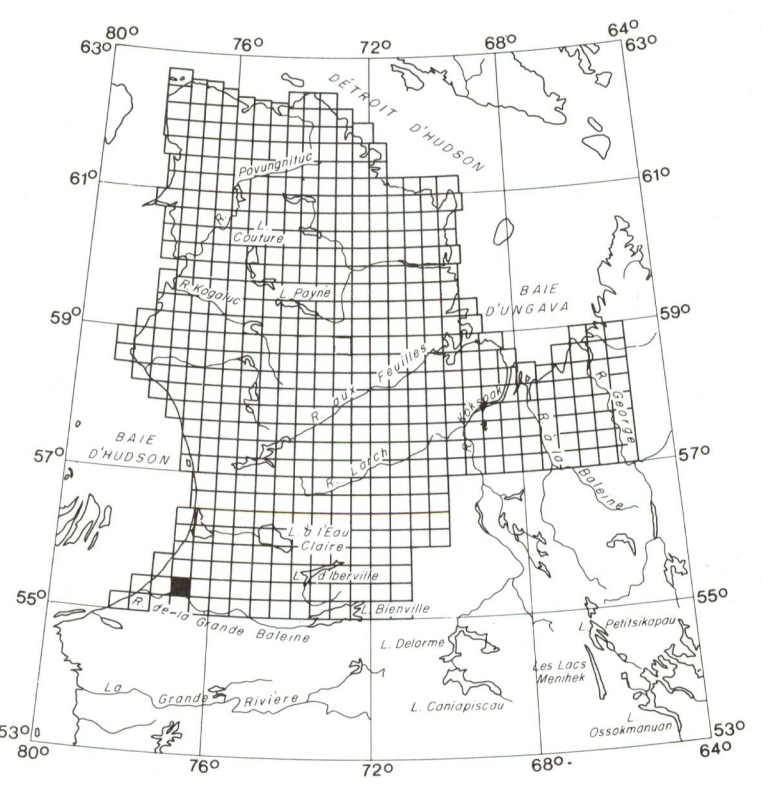 80° 76° 72° 68° 64°
63° 63°
DÉTROIT D'HUDSON
61° 61°
R. Povungnituc
L.
Couture
R. Kogaluc
L. Payne
BAIE
D'UNGAVA
59° 59°
R. aux Feuilles
Koksoak
R. à la Baleine
R. George
BAIE
D'HUDSON
57° 57°
R. Larch
L. à l'Eau
Claire
L. d'Iberville
55° 55°
R. de-la Grande Baleine
L. Bienville
L. Petitsikapau
L. Delorme
Les Lacs
Menihek
La Grande Rivière
L. Caniapiscau
L.
Ossokmanuan
53° 53°
80° 76° 72° 68° 64°